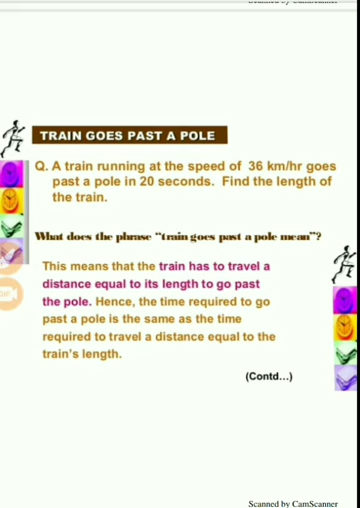 TRAIN GOES PAST A POLE
Q. A train running at the speed of 36 km/hr goes
past a pole in 20 seconds. Find the length of
the train.
What does the phrase “train goes past a pole mean”?
This means that the train has to travel a
distance equal to its length to go past
the pole. Hence, the time required to go
past a pole is the same as the time
required to travel a distance equal to the
train's length.
(Contd...)
Scanned by CamScanner